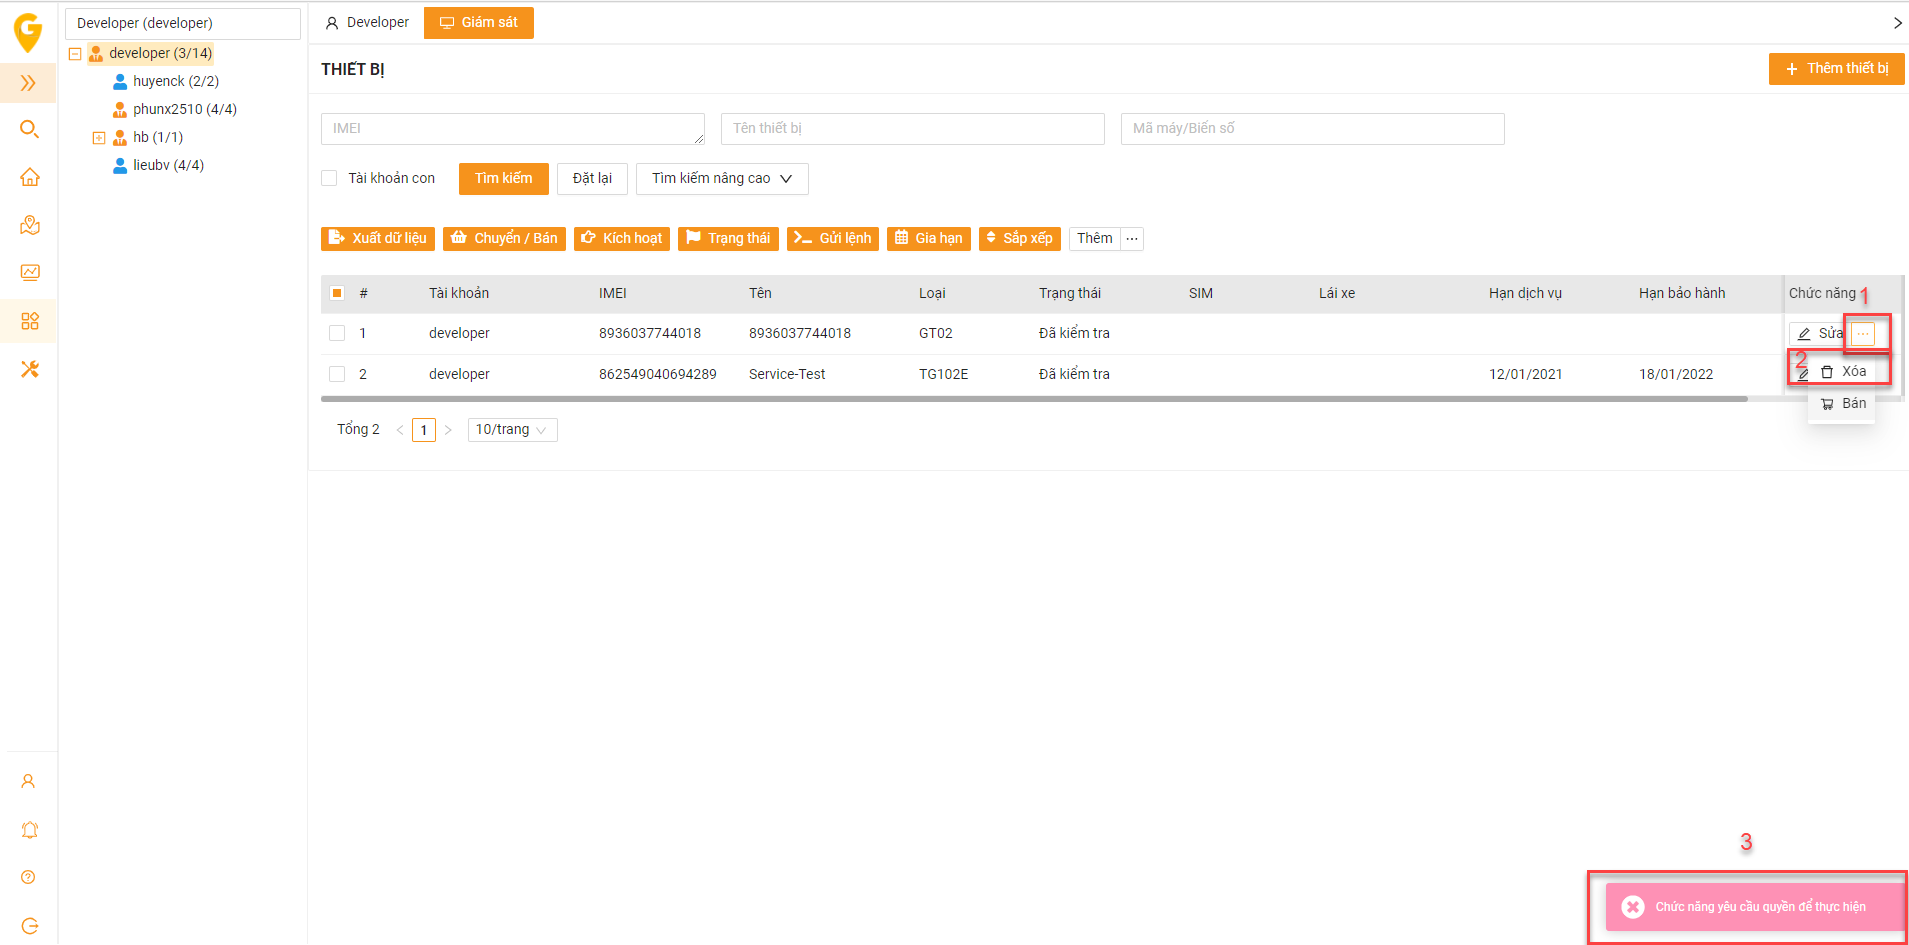 G
Developer (developer)
developer (3/14)
huyenck (2/2)
phunx2510 (4/4)
hb (1/1)
lieubv (4/4)
Developer Giám sát
THIẾT BỊ
Thêm thiết bị
IMEI Tên thiết bị Mã máy/Biển số
Tài khoản con Tìm kiếm Đặt lại Tìm kiếm nâng cao
Xuất dữ liệu Chuyển / Bán Kích hoạt Trạng thái Gửi lệnh Gia hạn Sắp xếp Thêm ...
# Tài khoản IMEI Tên Loại Trạng thái SIM Lái xe Hạn dịch vụ Hạn bảo hành Chức năng 1
1 developer 8936037744018 8936037744018 GT02 Đã kiểm tra Sửa ...
2 developer 862549040694289 Service-Test TG102E Đã kiểm tra 12/01/2021 18/01/2022
2 Xóa
Bán
Tổng 2 < 1 > 10/trang
3
Chức năng yêu cầu quyền để thực hiện